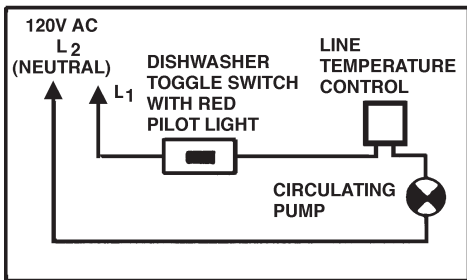 120V AC
L2
(NEUTRAL)
L1
DISHWASHER
TOGGLE SWITCH
WITH RED
PILOT LIGHT
LINE
TEMPERATURE
CONTROL
CIRCULATING
PUMP